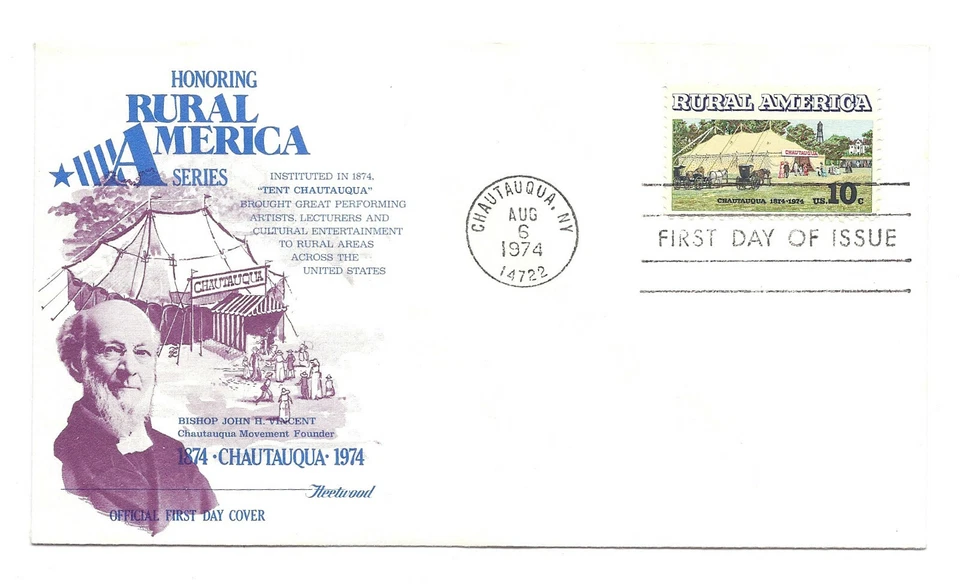 HONORING
RURAL
AMERICA
SERIES
INSTITUTED IN 1874,
"TENT CHAUTAUQUA"
BROUGHT GREAT PERFORMING
ARTISTS, LECTURERS AND
CULTURAL ENTERTAINMENT
TO RURAL AREAS
ACROSS THE
UNITED STATES
CHAUTAUQUA
BISHOP JOHN H. VINCENT
Chautauqua Movement Founder
1874 · CHAUTAUQUA · 1974
Fleetwood
OFFICIAL FIRST DAY COVER
CHAUTAUQUA, NY
AUG
6
1974
14722
RURAL AMERICA
CHAUTAUQUA
CHAUTAUQUA 1874-1974 U.S. 10 c
FIRST DAY OF ISSUE